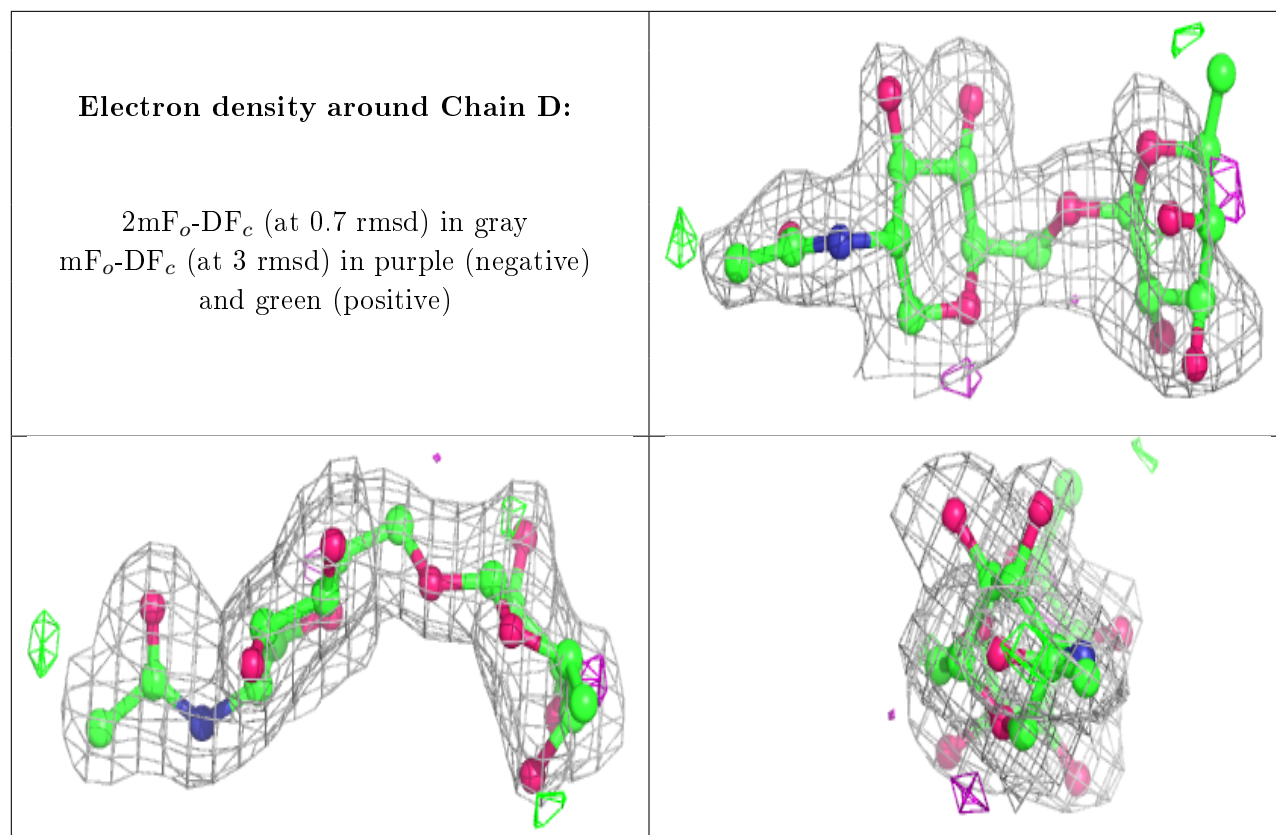 Electron density around Chain D:
2mFₒ-DF𝒸 (at 0.7 rmsd) in gray
mFₒ-DF𝒸 (at 3 rmsd) in purple (negative)
and green (positive)